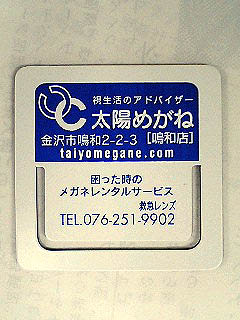 視生活のアドバイザー
太陽めがね
金沢市鳴和2-2-3 [鳴和店]
taiyomegane.com
困った時の
メガネレンタルサービス
救急レンズ
TEL.076-251-9902